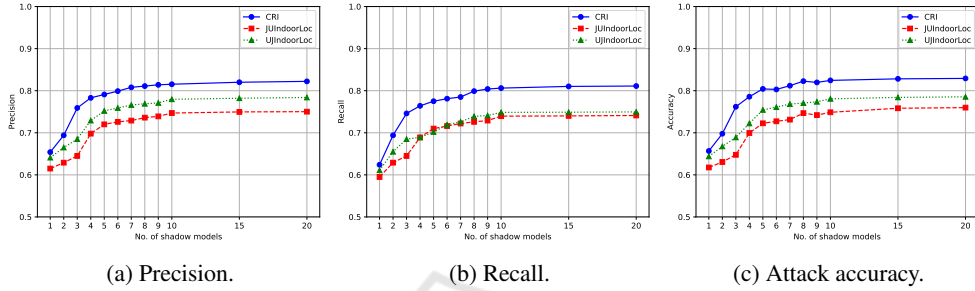 0.9
0.8
0.7
0.6
0.5
Precision
CRI
JUIndoorLoc
UJIndoorLoc
1 2 3 4 5 6 7 8 9 10 15 20
No. of shadow models
(a) Precision.
1.0
0.9
0.8
0.7
0.6
0.5
Recall
CRI
JUIndoorLoc
UJIndoorLoc
1 2 3 4 5 6 7 8 9 10 15 20
No. of shadow models
(b) Recall.
1.0
0.9
0.8
0.7
0.6
0.5
Accuracy
CRI
JUIndoorLoc
UJIndoorLoc
1 2 3 4 5 6 7 8 9 10 15 20
No. of shadow models
(c) Attack accuracy.